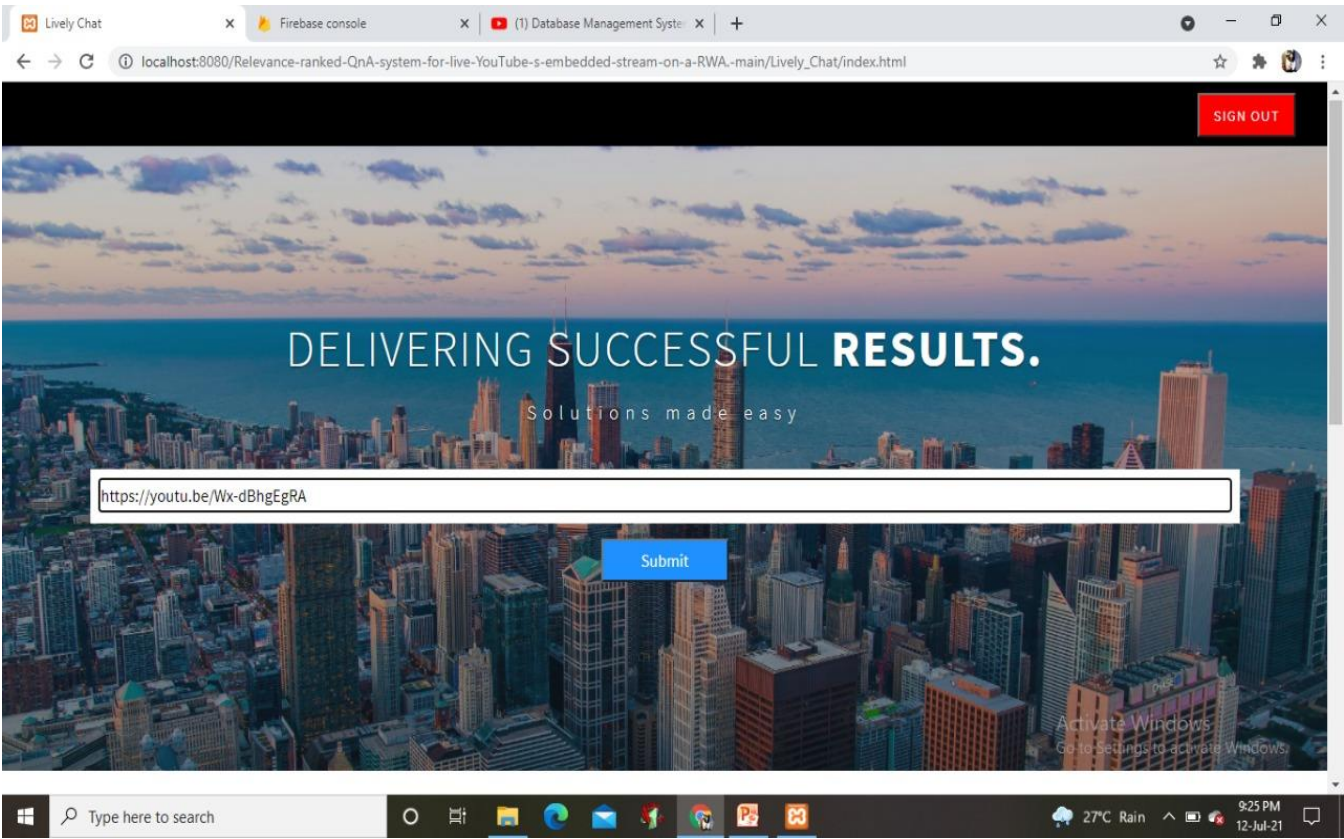 Lively Chat
Firebase console
(1) Database Management Syste
localhost:8080/Relevance-ranked-QnA-system-for-live-YouTube-s-embedded-stream-on-a-RWA.-main/Lively_Chat/index.html
SIGN OUT
DELIVERING SUCCESSFUL RESULTS.
Solutions made easy
https://youtu.be/Wx-dBhgEgRA
Submit
Activate Windows
Go to Settings to activate Windows.
Type here to search
27°C Rain
9:25 PM
12-Jul-21